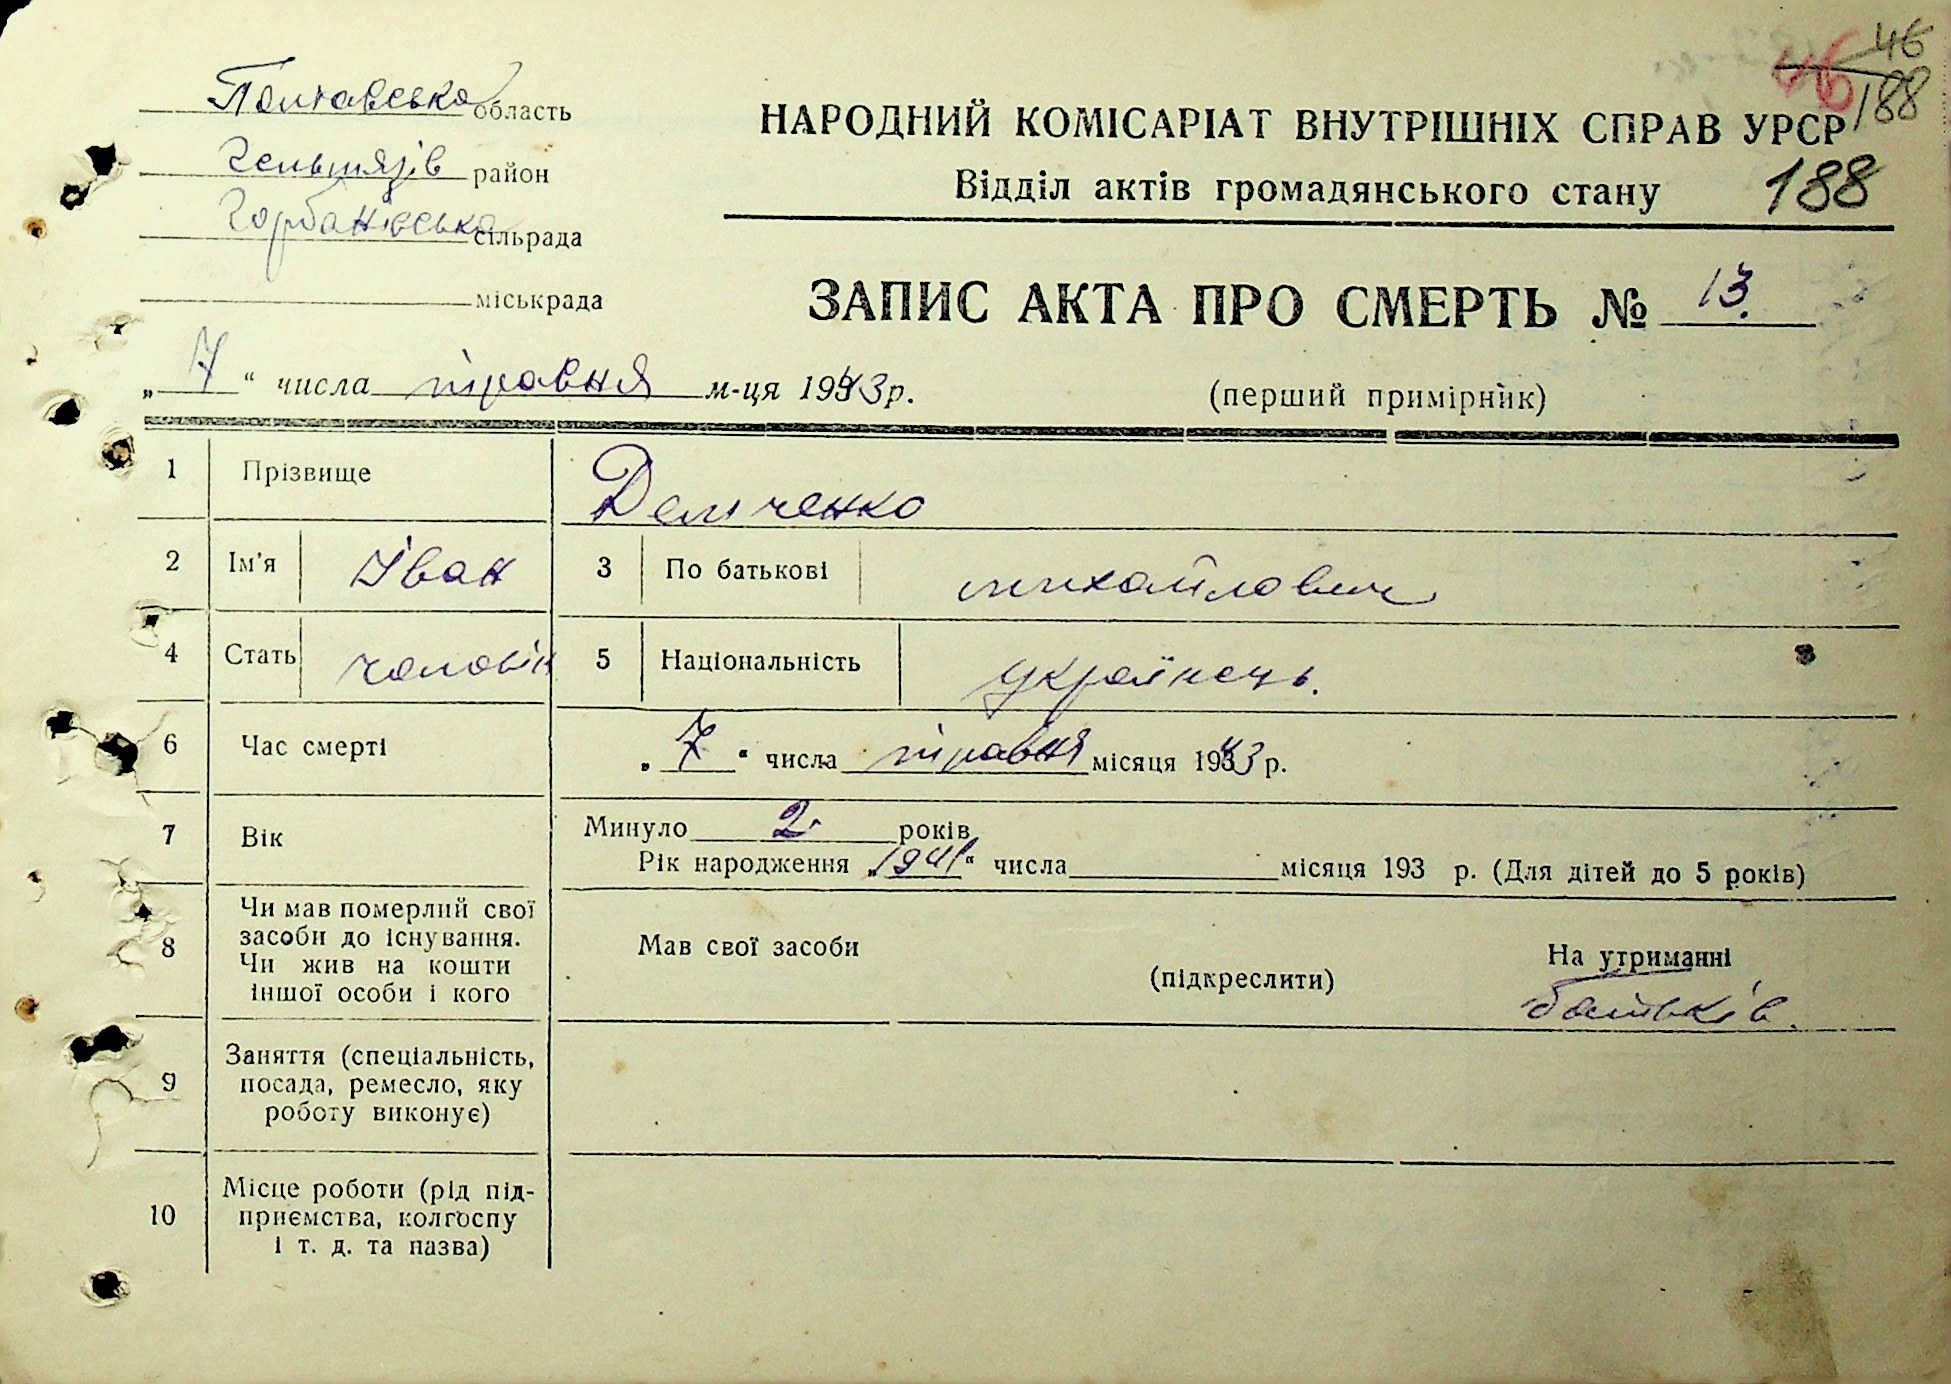 46
46
188
Полтавська область
Гельмязів район
Горбанівська сільрада
міськрада
НАРОДНИЙ КОМІСАРІАТ ВНУТРІШНІХ СПРАВ УРСР
Відділ актів громадянського стану 188
ЗАПИС АКТА ПРО СМЕРТЬ № 13.
„ 7 “ числа травня м-ця 1943 р.
(перший примірник)
1 Прізвище Демченко
2 Ім'я Іван 3 По батькові михайлович
4 Стать чоловік 5 Національність українець.
6 Час смерті „ 7 “ числа травня місяця 1943 р.
7 Вік Минуло 2. років
Рік народження „1941“ числа місяця 193 р. (Для дітей до 5 років)
8 Чи мав померлий свої
засоби до існування.
Чи жив на кошти
іншої особи і кого
Мав свої засоби
(підкреслити)
На утриманні
батьків.
9 Заняття (спеціальність,
посада, ремесло, яку
роботу виконує)
10 Місце роботи (рід під-
приємства, колгоспу
і т. д. та назва)